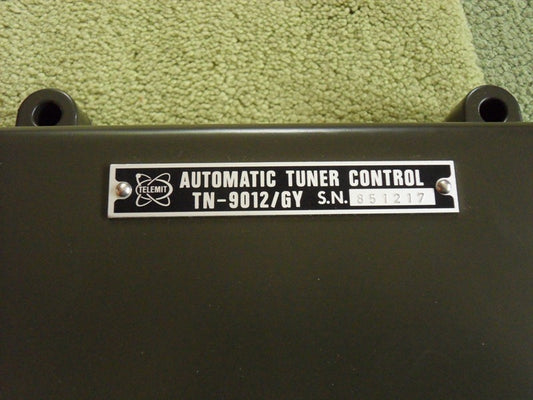 TELEMIT
AUTOMATIC TUNER CONTROL
TN-9012/GY S.N. 851217